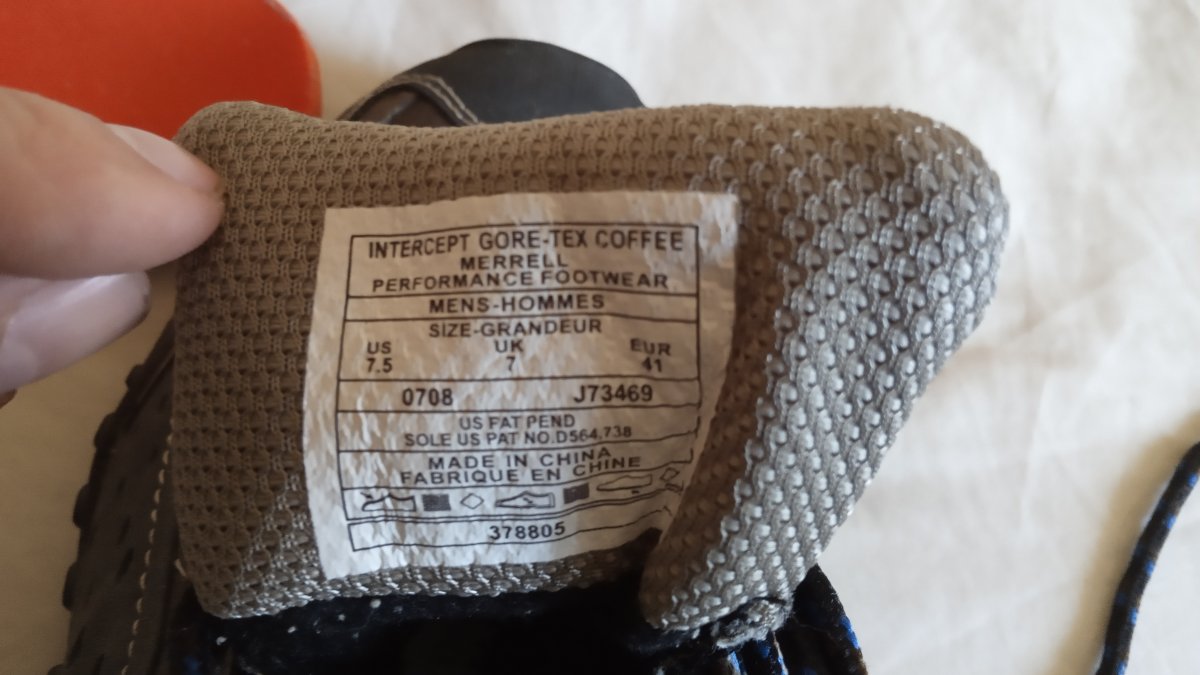 INTERCEPT GORE-TEX COFFEE
MERRELL
PERFORMANCE FOOTWEAR
MENS-HOMMES
SIZE-GRANDEUR
US UK EUR
7.5 7 41
0708 J73469
US PAT PEND
SOLE US PAT NO.D564,738
MADE IN CHINA
FABRIQUE EN CHINE
378805